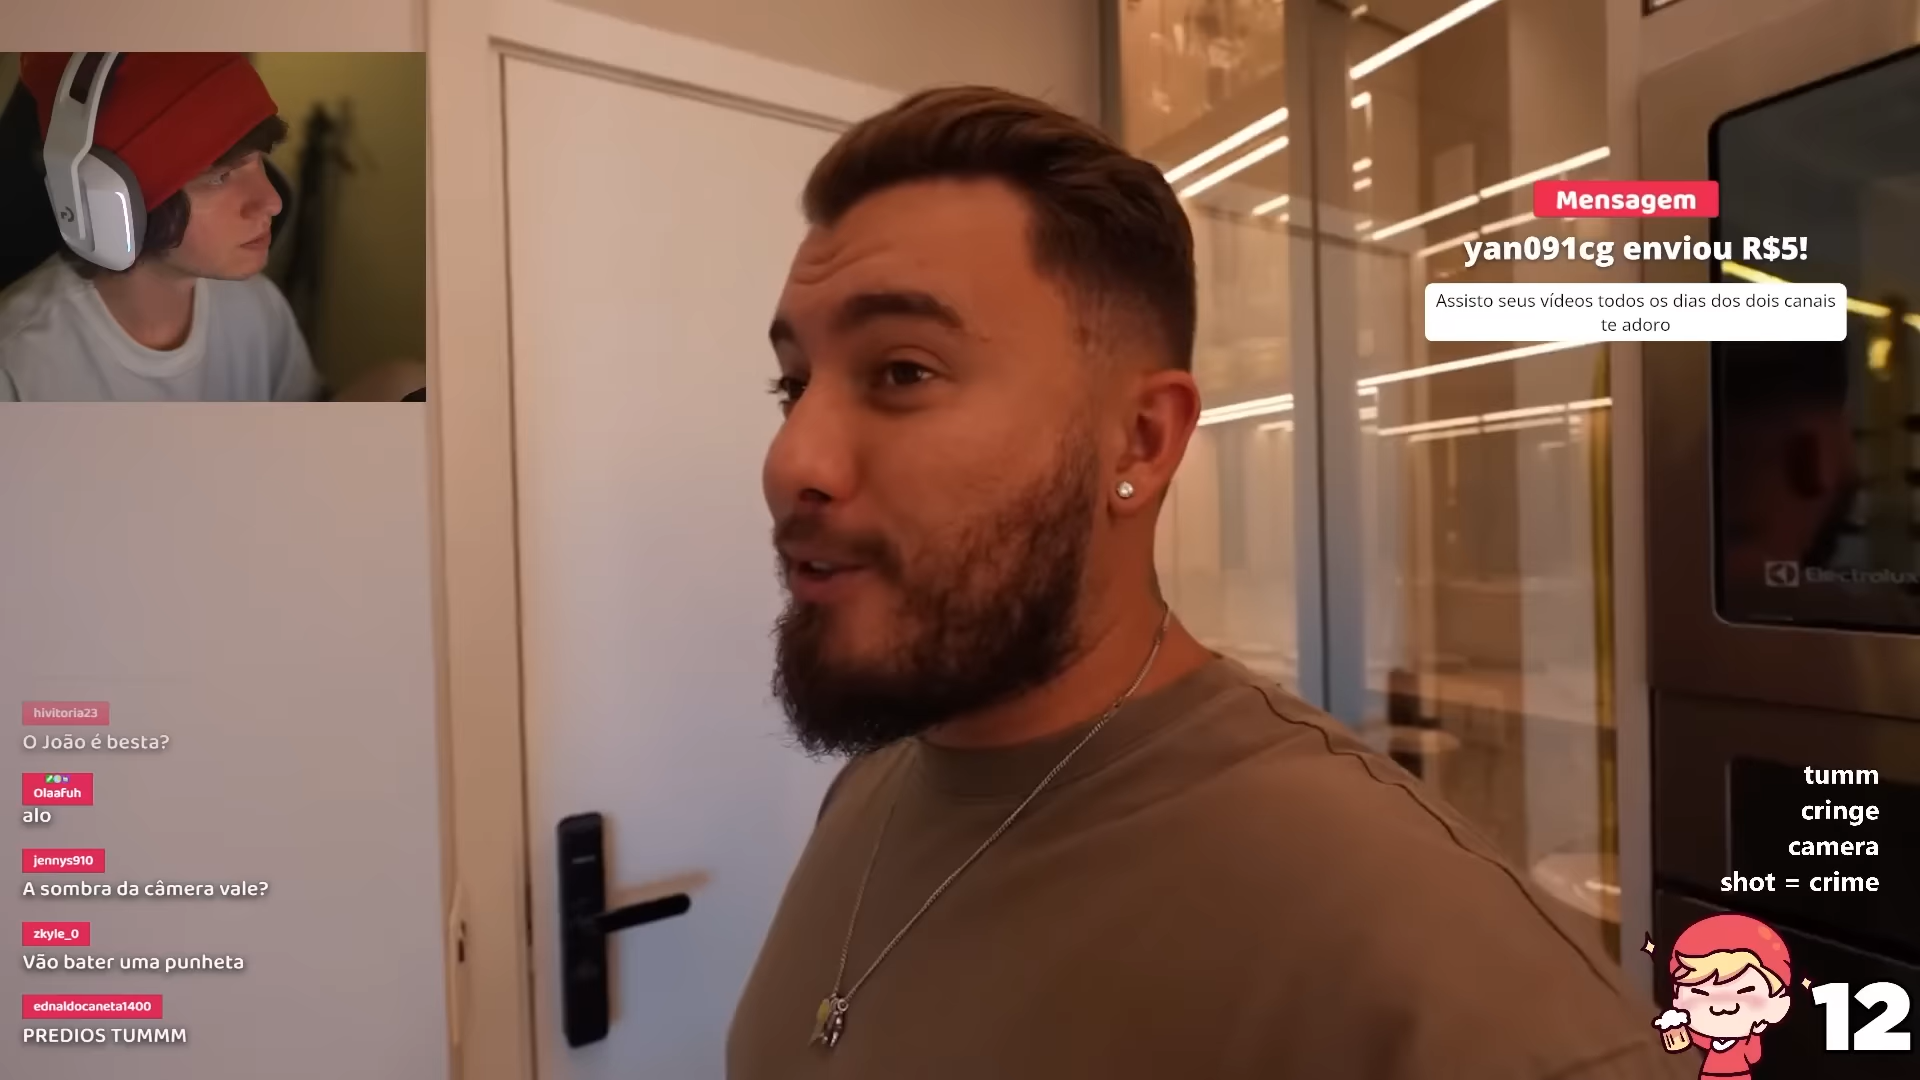 Mensagem
yan091cg enviou R$5!
Assisto seus vídeos todos os dias dos dois canais
te adoro
Electrolux
hivitoria23
O João é besta?
Olaafuh
alo
jennys910
A sombra da câmera vale?
zkyle_0
Vão bater uma punheta
ednaldocaneta1400
PREDIOS TUMMM
tumm
cringe
camera
shot = crime
12